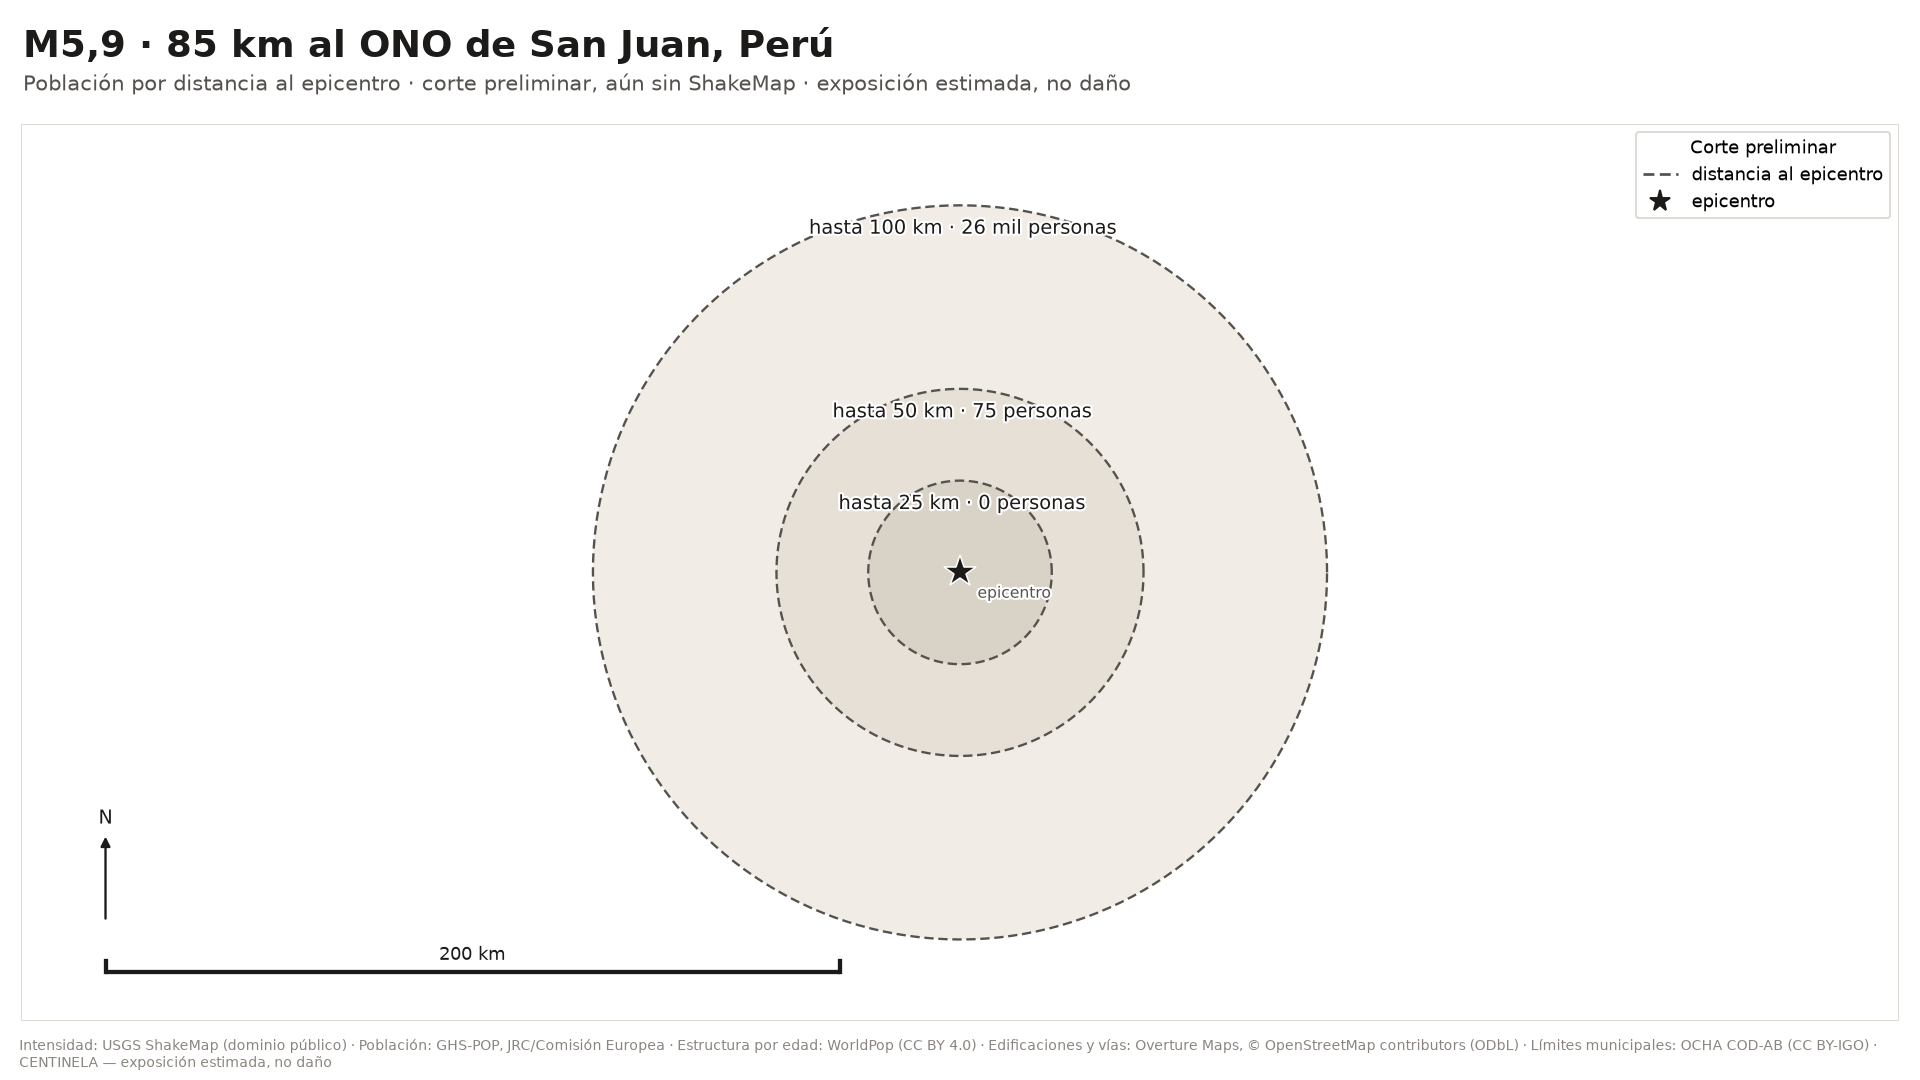 M5,9 · 85 km al ONO de San Juan, Perú
Población por distancia al epicentro · corte preliminar, aún sin ShakeMap · exposición estimada, no daño
Corte preliminar
distancia al epicentro
epicentro
hasta 100 km · 26 mil personas
hasta 50 km · 75 personas
hasta 25 km · 0 personas
epicentro
N
200 km
Intensidad: USGS ShakeMap (dominio público) · Población: GHS-POP, JRC/Comisión Europea · Estructura por edad: WorldPop (CC BY 4.0) · Edificaciones y vías: Overture Maps, © OpenStreetMap contributors (ODbL) · Límites municipales: OCHA COD-AB (CC BY-IGO) ·
CENTINELA — exposición estimada, no daño